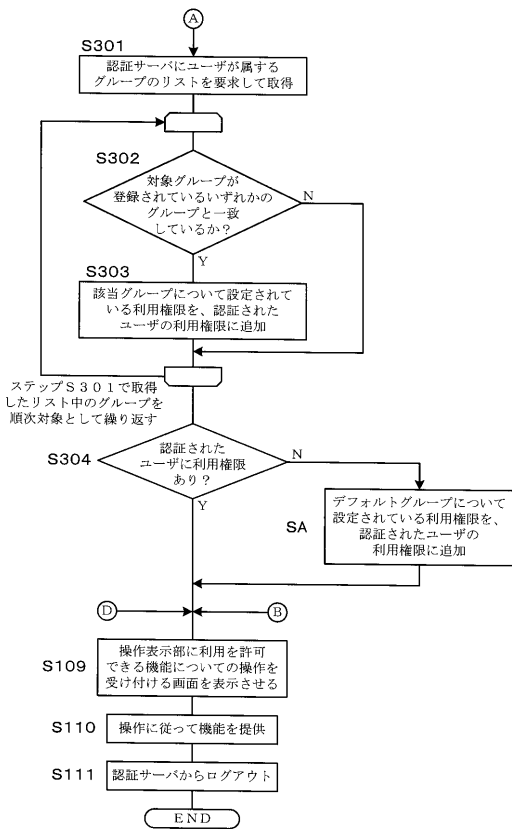 A
S301
認証サーバにユーザが属する
グループのリストを要求して取得
S302
対象グループが
登録されているいずれかの
グループと一致
しているか？
N
Y
S303
該当グループについて設定されて
いる利用権限を、認証された
ユーザの利用権限に追加
ステップS301で取得
したリスト中のグループを
順次対象として繰り返す
S304
認証された
ユーザに利用権限
あり？
N
Y
SA
デフォルトグループについて
設定されている利用権限を、
認証されたユーザの
利用権限に追加
D
B
S109
操作表示部に利用を許可
できる機能についての操作を
受け付ける画面を表示させる
S110
操作に従って機能を提供
S111
認証サーバからログアウト
END